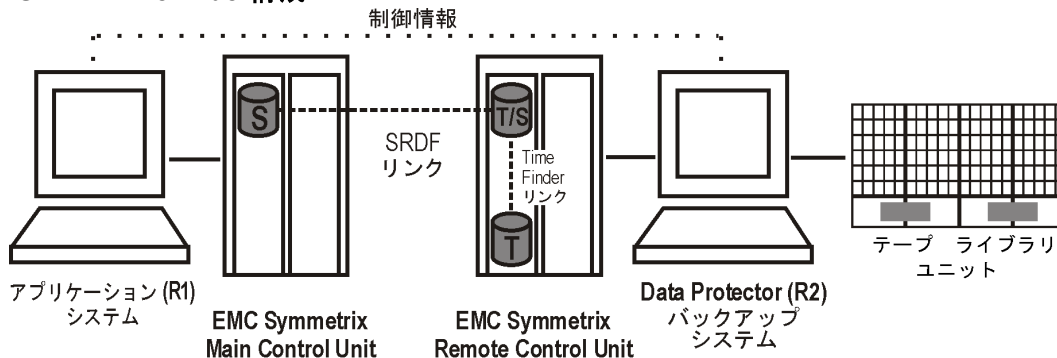 制御情報
S
T/S
SRDF
リンク
Time
Finder
リンク
T
テープ ライブラリ
ユニット
アプリケーション (R1)
システム
EMC Symmetrix
Main Control Unit
EMC Symmetrix
Remote Control Unit
Data Protector (R2)
バックアップ
システム